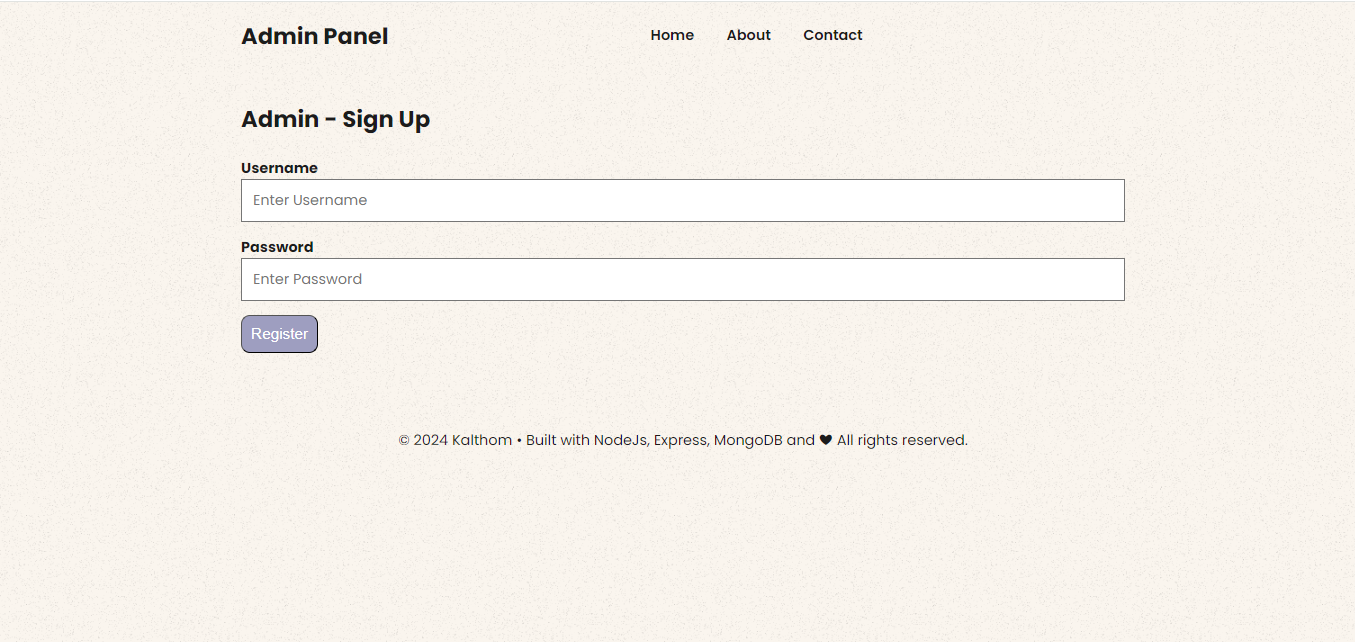 Admin Panel Home About Contact
Admin - Sign Up
Username
Enter Username
Password
Enter Password
Register
© 2024 Kalthom • Built with NodeJs, Express, MongoDB and ♥ All rights reserved.